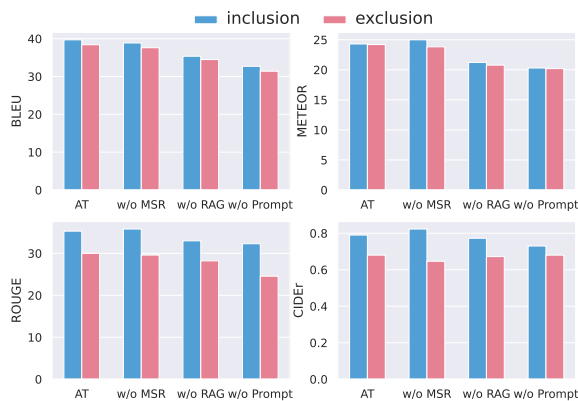 inclusion exclusion
BLEU
40
30
20
10
0
AT w/o MSR w/o RAG w/o Prompt
METEOR
25
20
15
10
5
0
AT w/o MSR w/o RAG w/o Prompt
ROUGE
30
20
10
0
AT w/o MSR w/o RAG w/o Prompt
CIDEr
0.8
0.6
0.4
0.2
0.0
AT w/o MSR w/o RAG w/o Prompt